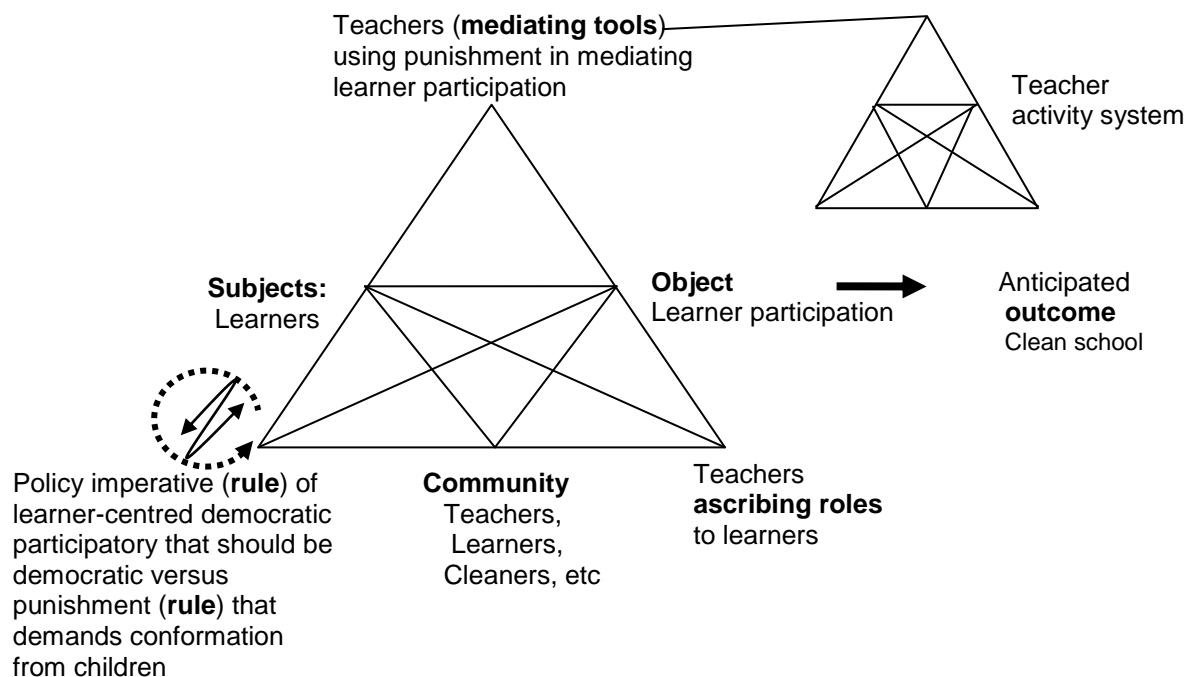 Teachers (mediating tools)
using punishment in mediating
learner participation
Teacher
activity system
Subjects:
Learners
Object
Learner participation
Anticipated
outcome
Clean school
Policy imperative (rule) of
learner-centred democratic
participatory that should be
democratic versus
punishment (rule) that
demands conformation
from children
Community
Teachers,
Learners,
Cleaners, etc
Teachers
ascribing roles
to learners